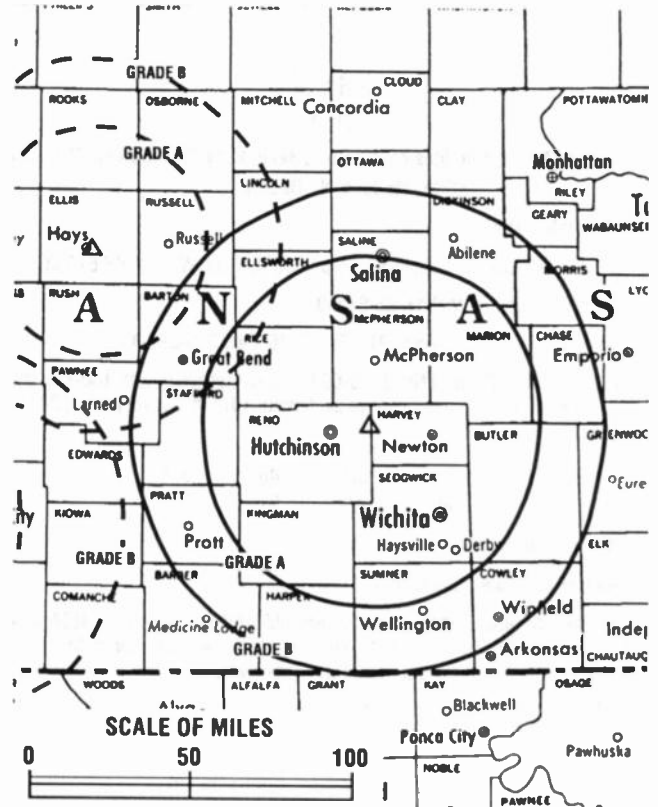 GRADE B
CLOUD
Concordia
ROOKS
OSBORNE
MITCHELL
CLAY
GRADE A
OTTAWA
Manhattan
RILEY
ELLIS
RUSSELL
LINCOLN
DICKINSON
GEARY
WABAUNSEE
Hays
Russell
SALINE
Abilene
ELLSWORTH
Salina
MORRIS
RUSH
BARTON
A N S A S
McPHERSON
MARION
CHASE
RICE
Great Bend
McPHERSON
Emporio
PAWNEE
STAFFORD
Larned
RENO
HARVEY
BUTLER
Hutchinson
Newton
EDWARDS
SEDGWICK
PRATT
KIOWA
KINGMAN
Wichita
Pratt
Haysville
Derby
ELK
GRADE B
GRADE A
BARBER
SUMNER
COWLEY
COMANCHE
HARPER
Medicine Lodge
Wellington
Winfield
GRADE B
Arkansas
CHAUTAUQ
WOODS
ALFALFA
GRANT
KAY
OSAGE
Alva
Blackwell
SCALE OF MILES
Ponca City
Pawhuska
0 50 100
NOBLE
PAWNEE